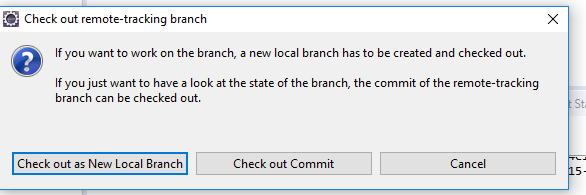 Check out remote-tracking branch
If you want to work on the branch, a new local branch has to be created and checked out.
If you just want to have a look at the state of the branch, the commit of the remote-tracking
branch can be checked out.
Check out as New Local Branch
Check out Commit
Cancel